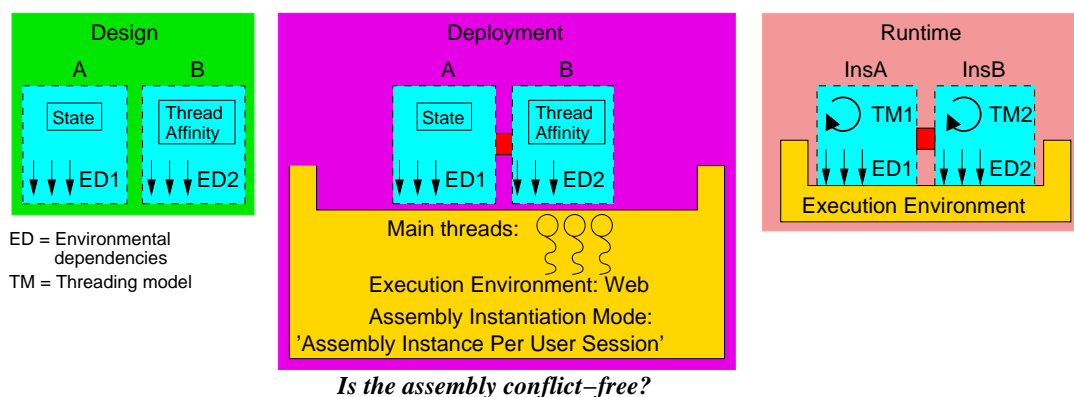 Design
A
B
State
Thread
Affinity
ED1
ED2
ED = Environmental
dependencies
TM = Threading model
Deployment
A
B
State
Thread
Affinity
ED1
ED2
Main threads:
Execution Environment: Web
Assembly Instantiation Mode:
’Assembly Instance Per User Session’
Is the assembly conflict−free?
Runtime
InsA
InsB
TM1
TM2
ED1
ED2
Execution Environment